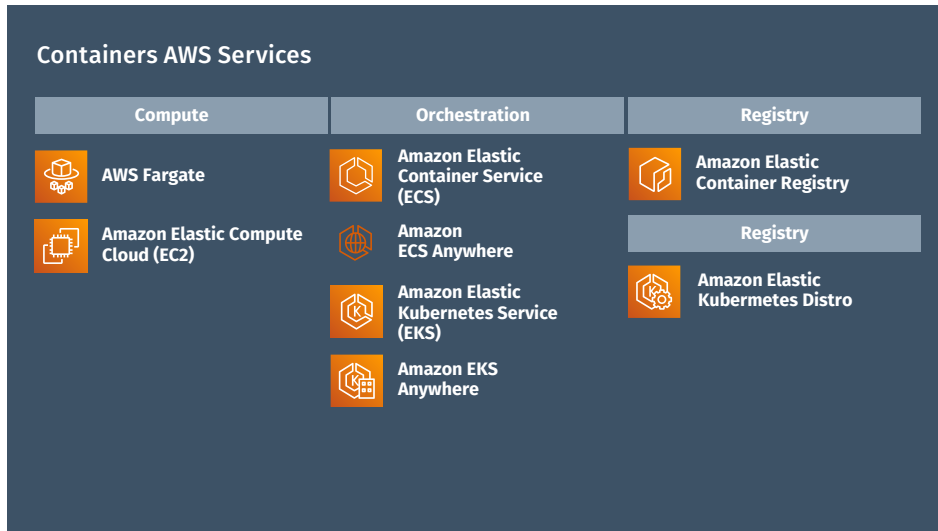 Containers AWS Services
Compute
AWS Fargate
Amazon Elastic Compute
Cloud (EC2)
Orchestration
Amazon Elastic
Container Service
(ECS)
Amazon
ECS Anywhere
Amazon Elastic
Kubernetes Service
(EKS)
Amazon EKS
Anywhere
Registry
Amazon Elastic
Container Registry
Registry
Amazon Elastic
Kubermetes Distro